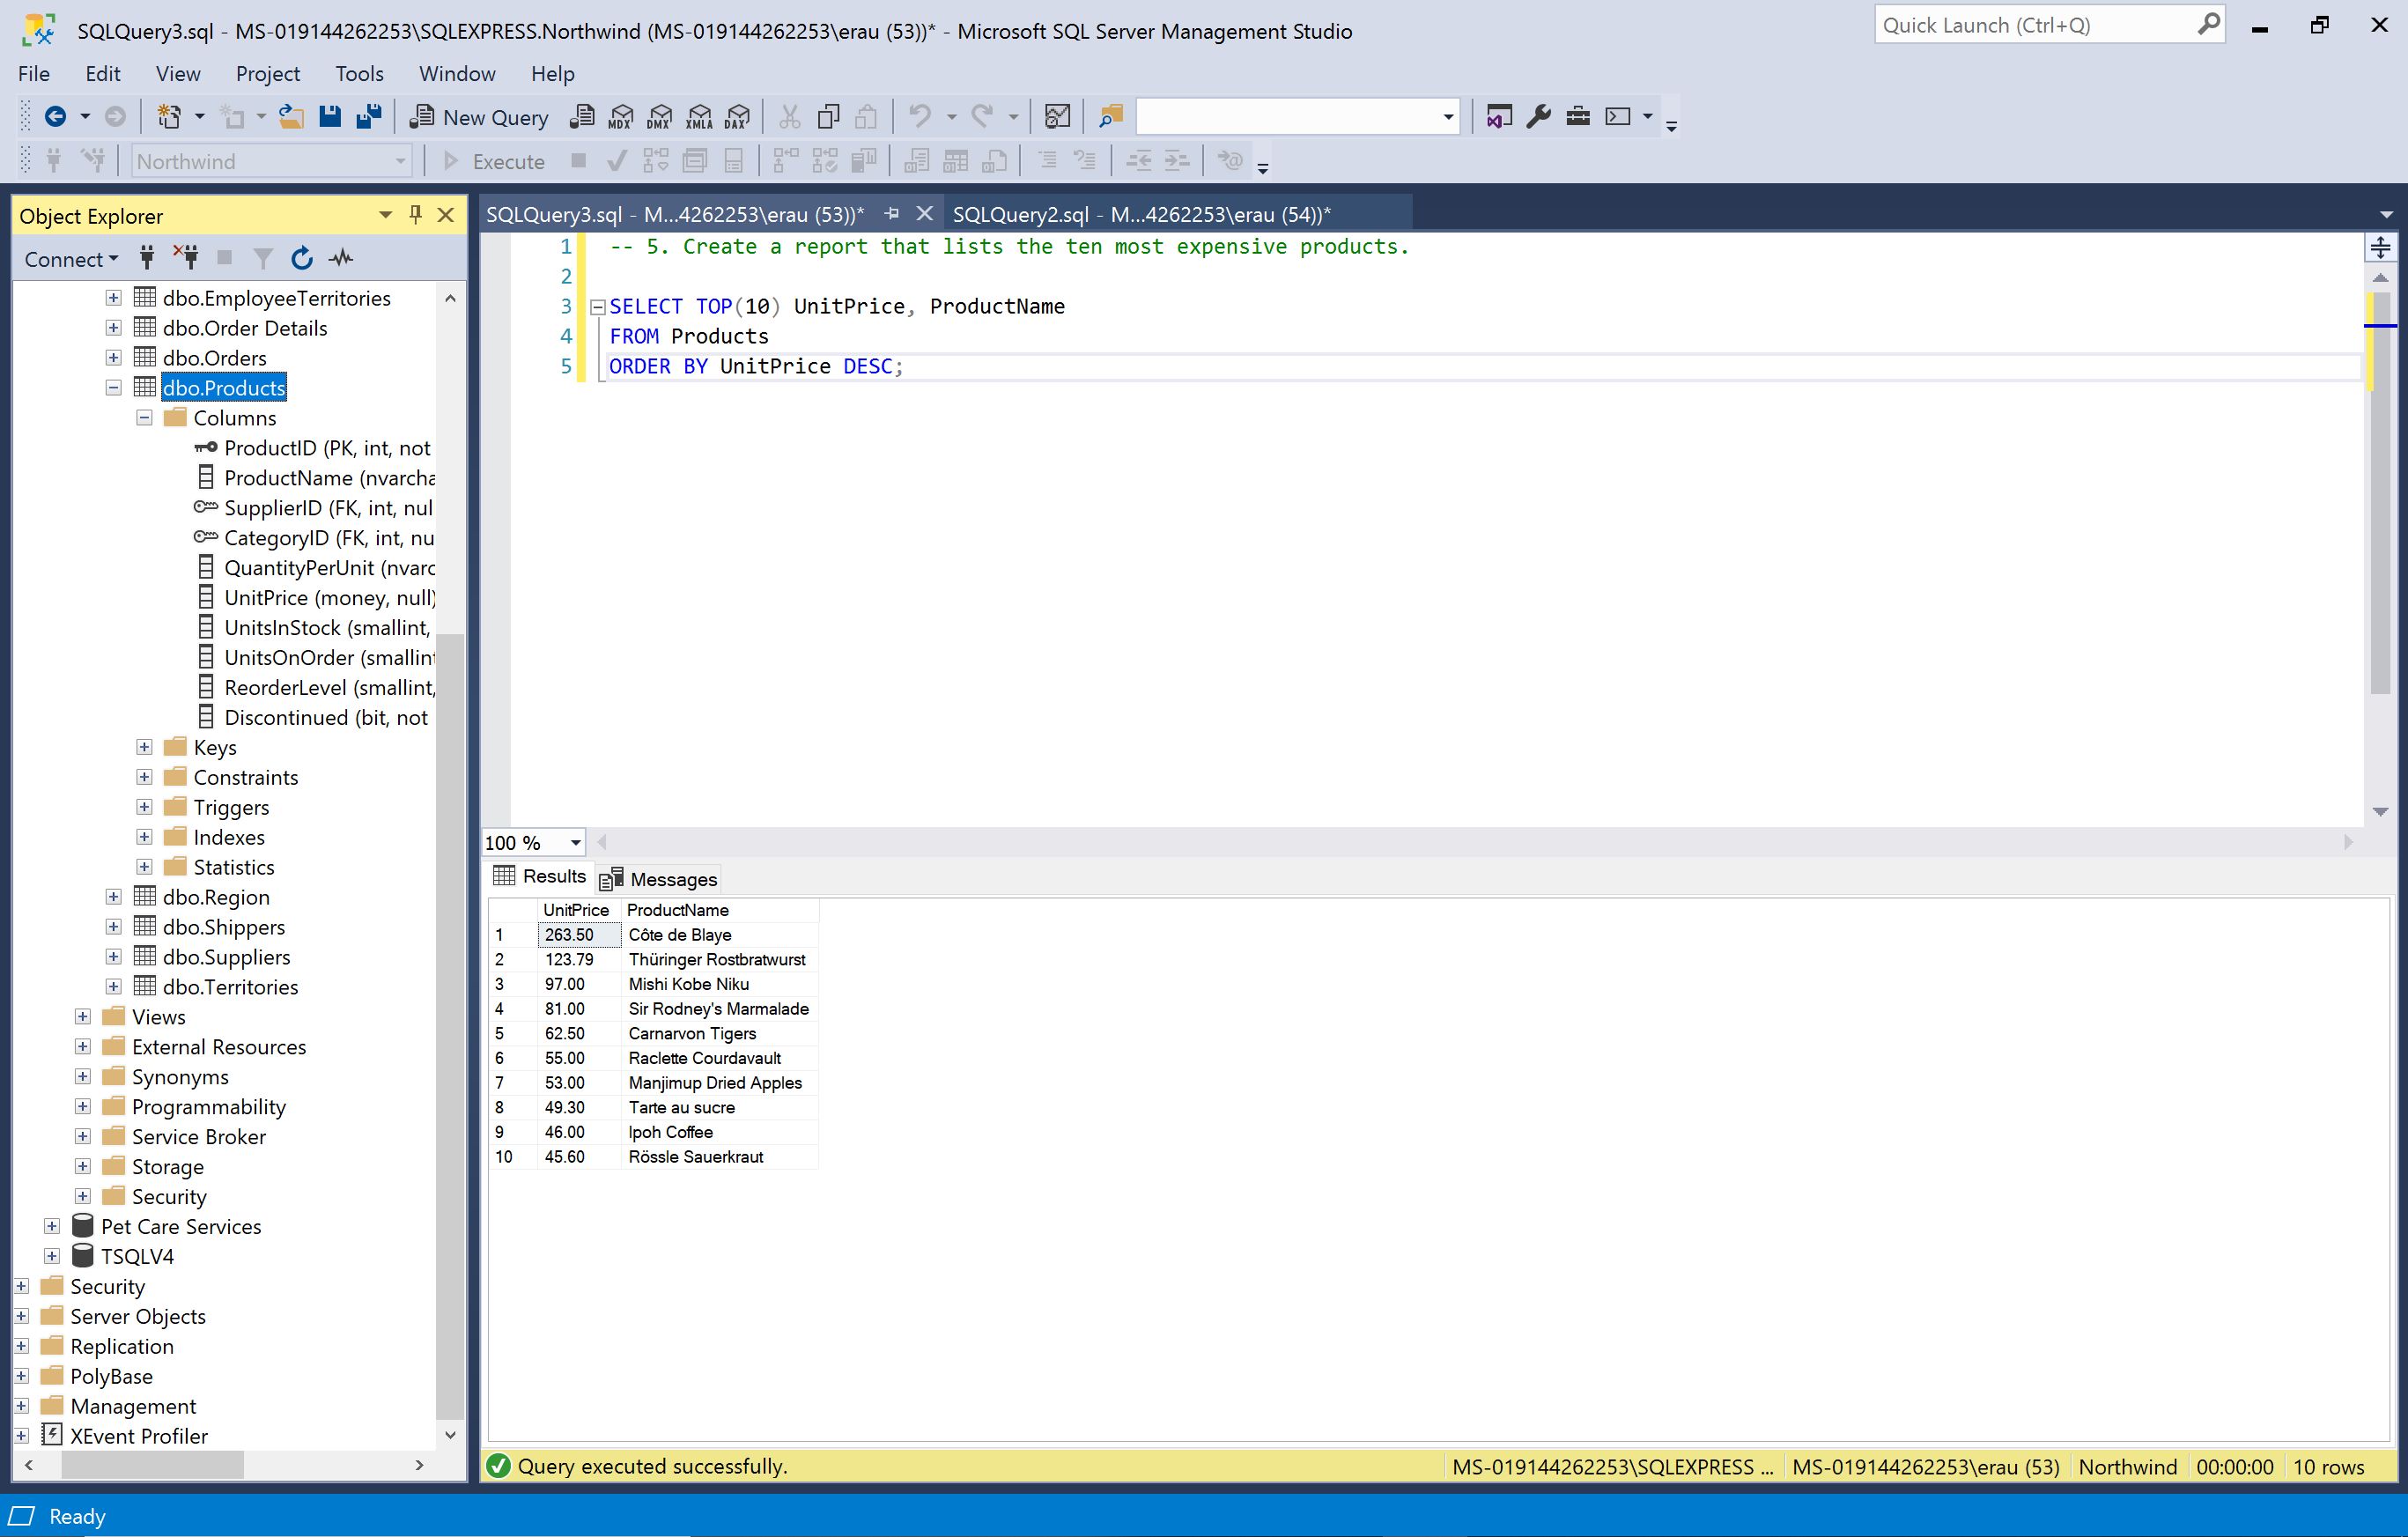 SQLQuery3.sql - MS-019144262253\SQLEXPRESS.Northwind (MS-019144262253\erau (53))* - Microsoft SQL Server Management Studio
Quick Launch (Ctrl+Q)
File Edit View Project Tools Window Help
New Query MDX DMX XMLA DAX
Northwind Execute
Object Explorer
Connect
dbo.EmployeeTerritories
dbo.Order Details
dbo.Orders
dbo.Products
Columns
ProductID (PK, int, not
ProductName (nvarcha
SupplierID (FK, int, nul
CategoryID (FK, int, nu
QuantityPerUnit (nvarc
UnitPrice (money, null)
UnitsInStock (smallint,
UnitsOnOrder (smallint
ReorderLevel (smallint,
Discontinued (bit, not
Keys
Constraints
Triggers
Indexes
Statistics
dbo.Region
dbo.Shippers
dbo.Suppliers
dbo.Territories
Views
External Resources
Synonyms
Programmability
Service Broker
Storage
Security
Pet Care Services
TSQLV4
Security
Server Objects
Replication
PolyBase
Management
XEvent Profiler
SQLQuery3.sql - M...4262253\erau (53))* SQLQuery2.sql - M...4262253\erau (54))*
1 -- 5. Create a report that lists the ten most expensive products.
2
3 SELECT TOP(10) UnitPrice, ProductName
4 FROM Products
5 ORDER BY UnitPrice DESC;
100 %
Results Messages
UnitPrice ProductName
1 263.50 Côte de Blaye
2 123.79 Thüringer Rostbratwurst
3 97.00 Mishi Kobe Niku
4 81.00 Sir Rodney's Marmalade
5 62.50 Carnarvon Tigers
6 55.00 Raclette Courdavault
7 53.00 Manjimup Dried Apples
8 49.30 Tarte au sucre
9 46.00 Ipoh Coffee
10 45.60 Rössle Sauerkraut
Query executed successfully. MS-019144262253\SQLEXPRESS ... MS-019144262253\erau (53) Northwind 00:00:00 10 rows
Ready